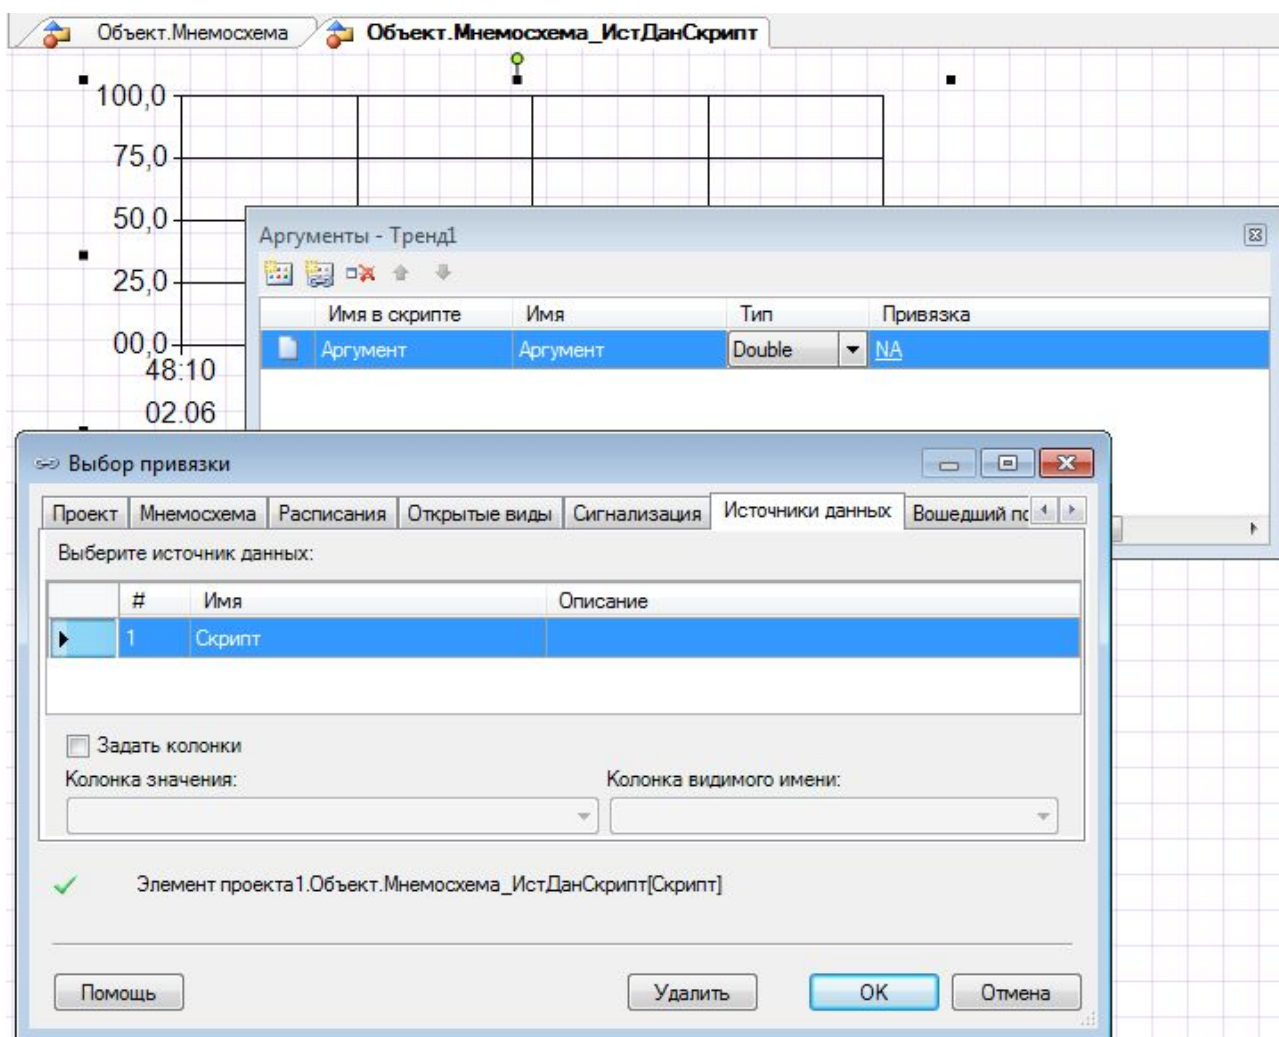 Объект.Мнемосхема Объект.Мнемосхема_ИстДанСкрипт
100,0
75,0
50,0
25,0
00,0
48:10
02.06
Аргументы - Тренд1
Имя в скрипте Имя Тип Привязка
Аргумент Аргумент Double NA
Выбор привязки
Проект Мнемосхема Расписания Открытые виды Сигнализация Источники данных Вошедший по
Выберите источник данных:
# Имя Описание
1 Скрипт
Задать колонки
Колонка значения: Колонка видимого имени:
Элемент проекта1.Объект.Мнемосхема_ИстДанСкрипт[Скрипт]
Помощь Удалить OK Отмена